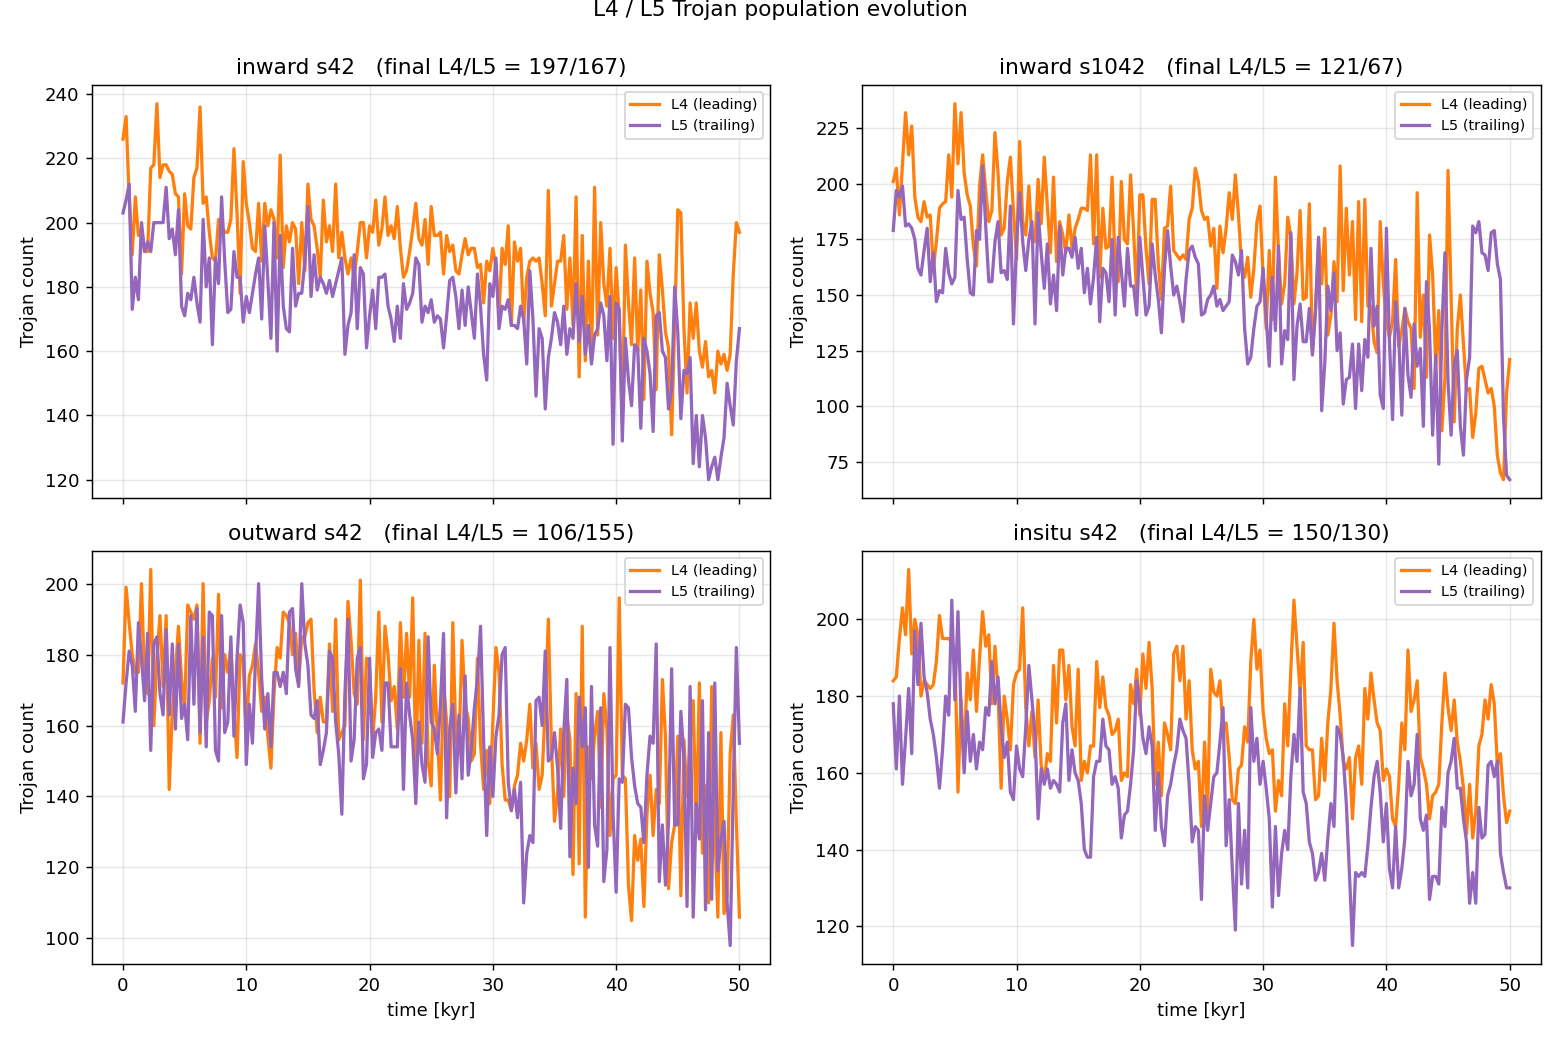 L4 / L5 Trojan population evolution
inward s42   (final L4/L5 = 197/167)
Trojan count
240
220
200
180
160
140
120
L4 (leading)
L5 (trailing)
inward s1042   (final L4/L5 = 121/67)
Trojan count
225
200
175
150
125
100
75
L4 (leading)
L5 (trailing)
outward s42   (final L4/L5 = 106/155)
Trojan count
200
180
160
140
120
100
L4 (leading)
L5 (trailing)
0 10 20 30 40 50
time [kyr]
insitu s42   (final L4/L5 = 150/130)
Trojan count
200
180
160
140
120
L4 (leading)
L5 (trailing)
0 10 20 30 40 50
time [kyr]